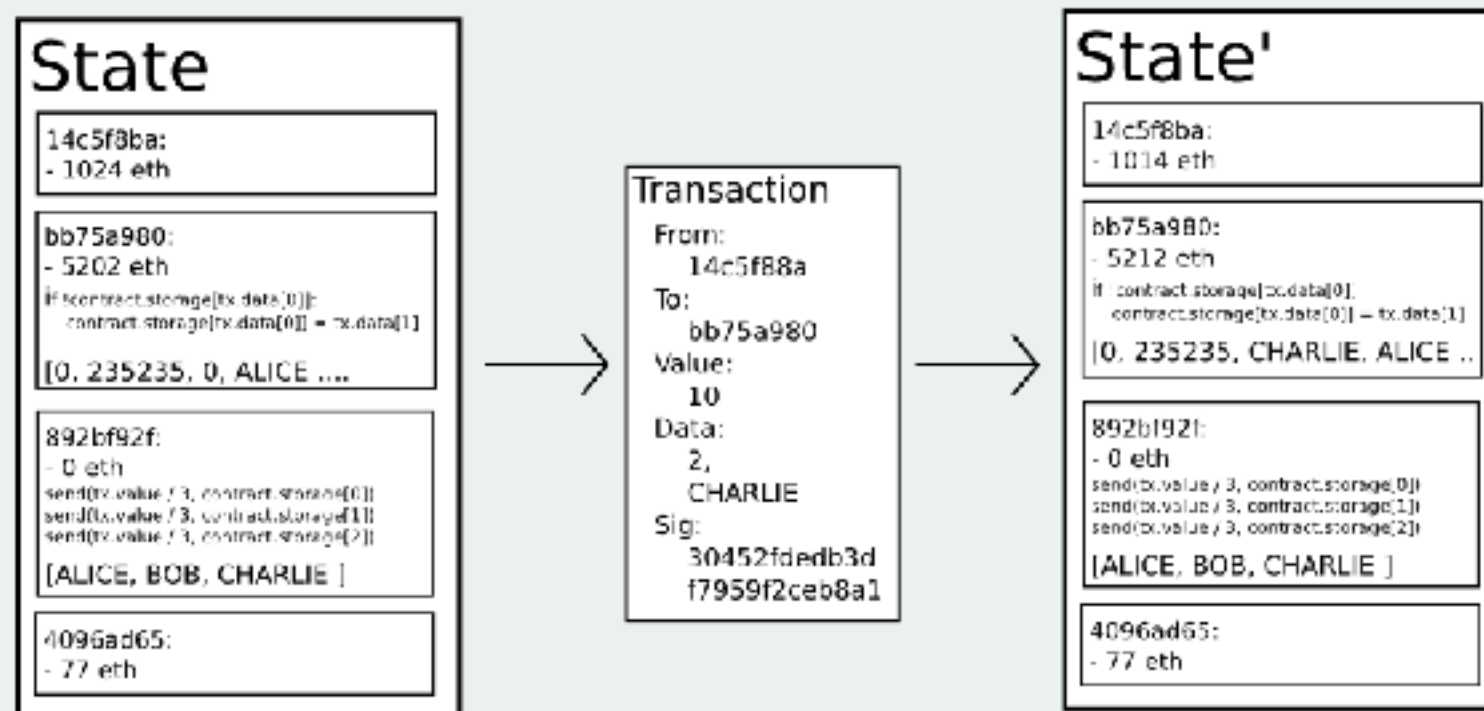 State
14c5f8ba:
- 1024 eth
bb75a980:
- 5202 eth
if !contract.storage[tx.data[0]]:
contract.storage[tx.data[0]] = tx.data[1]
[0, 235235, 0, ALICE ....
892bf92f:
- 0 eth
send(tx.value / 3, contract.storage[0])
send(tx.value / 3, contract.storage[1])
send(tx.value / 3, contract.storage[2])
[ALICE, BOB, CHARLIE ]
4096ad65:
- 77 eth
Transaction
From:
14c5f88a
To:
bb75a980
Value:
10
Data:
2,
CHARLIE
Sig:
30452fdedb3d
f7959f2ceb8a1
State'
14c5f8ba:
- 1014 eth
bb75a980:
- 5212 eth
if !contract.storage[tx.data[0]]
contract.storage[tx.data[0]] = tx.data[1]
[0, 235235, CHARLIE, ALICE ..
892bf92f:
- 0 eth
send(tx.value / 3, contract.storage[0])
send(tx.value / 3, contract.storage[1])
send(tx.value / 3, contract.storage[2])
[ALICE, BOB, CHARLIE ]
4096ad65:
- 77 eth